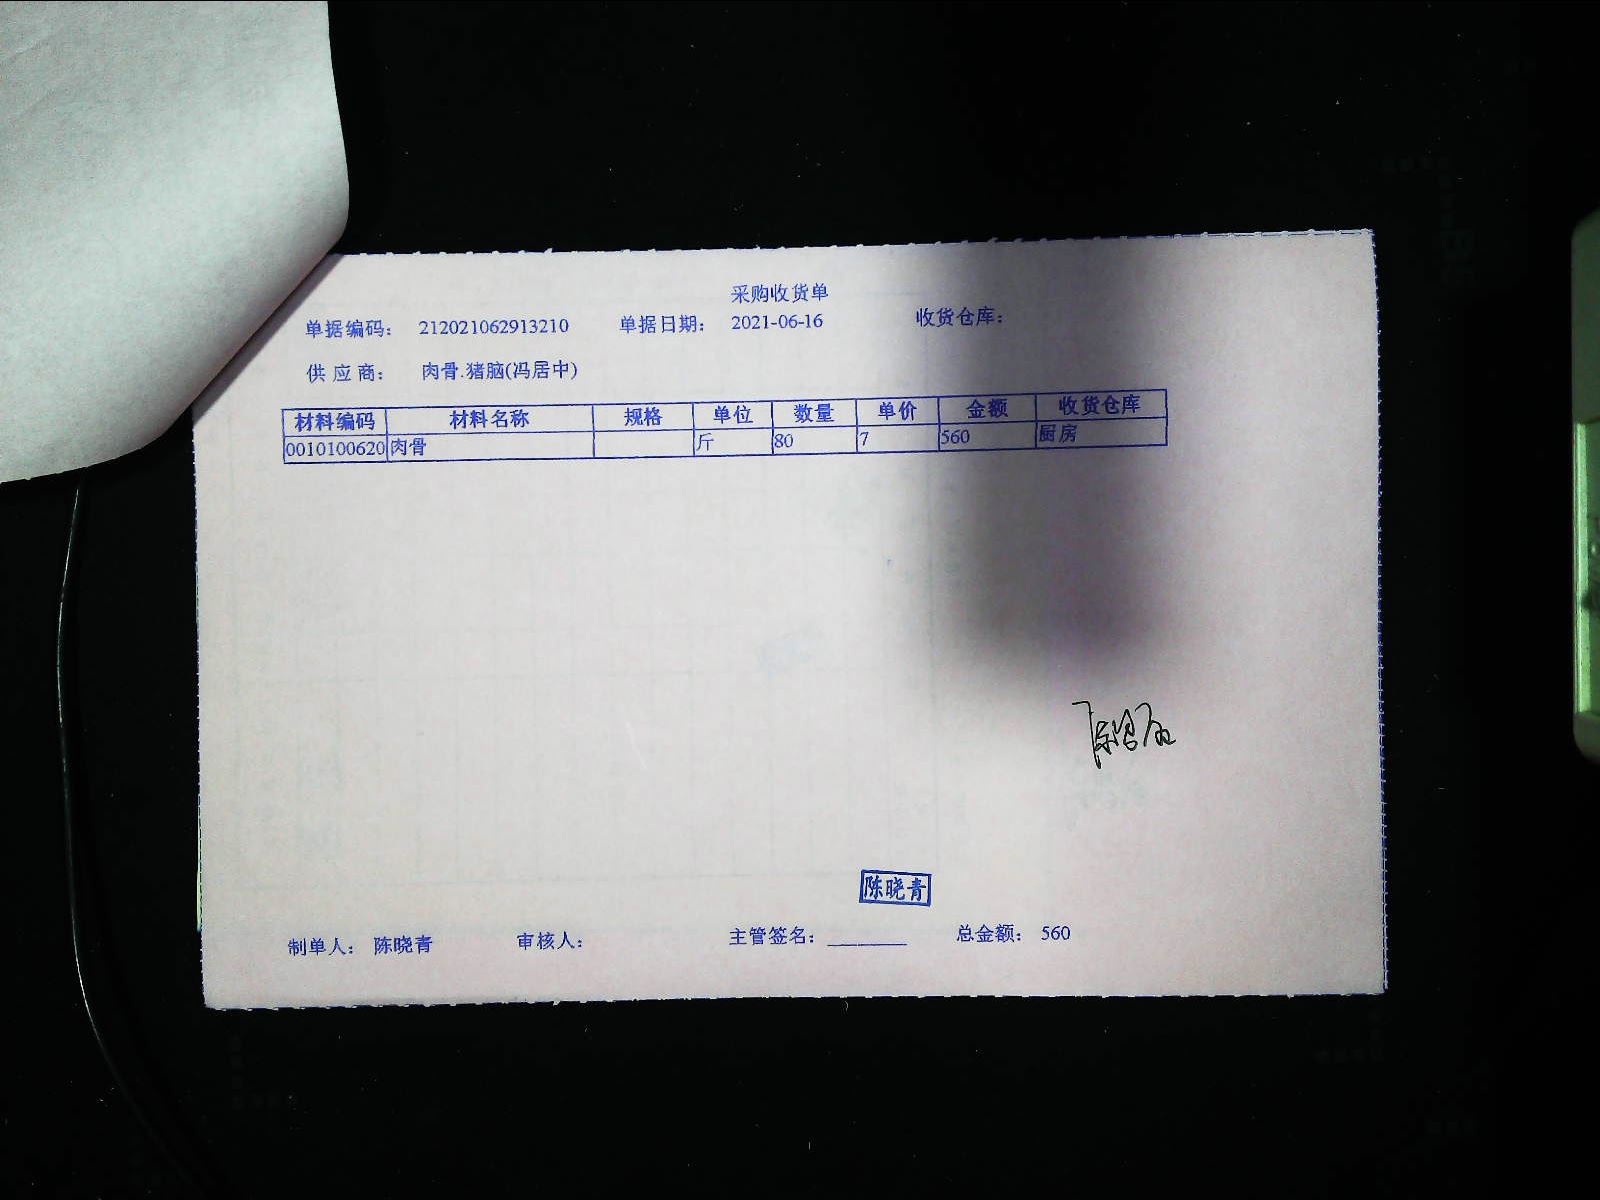 采购收货单
单据编码： 212021062913210 单据日期： 2021-06-16 收货仓库：
供应商： 肉骨.猪脑(冯居中)
材料编码 材料名称 规格 单位 数量 单价 金额 收货仓库
0010100620 肉骨 斤 80 7 560 厨房
陈晓青
制单人： 陈晓青 审核人： 主管签名：________ 总金额： 560